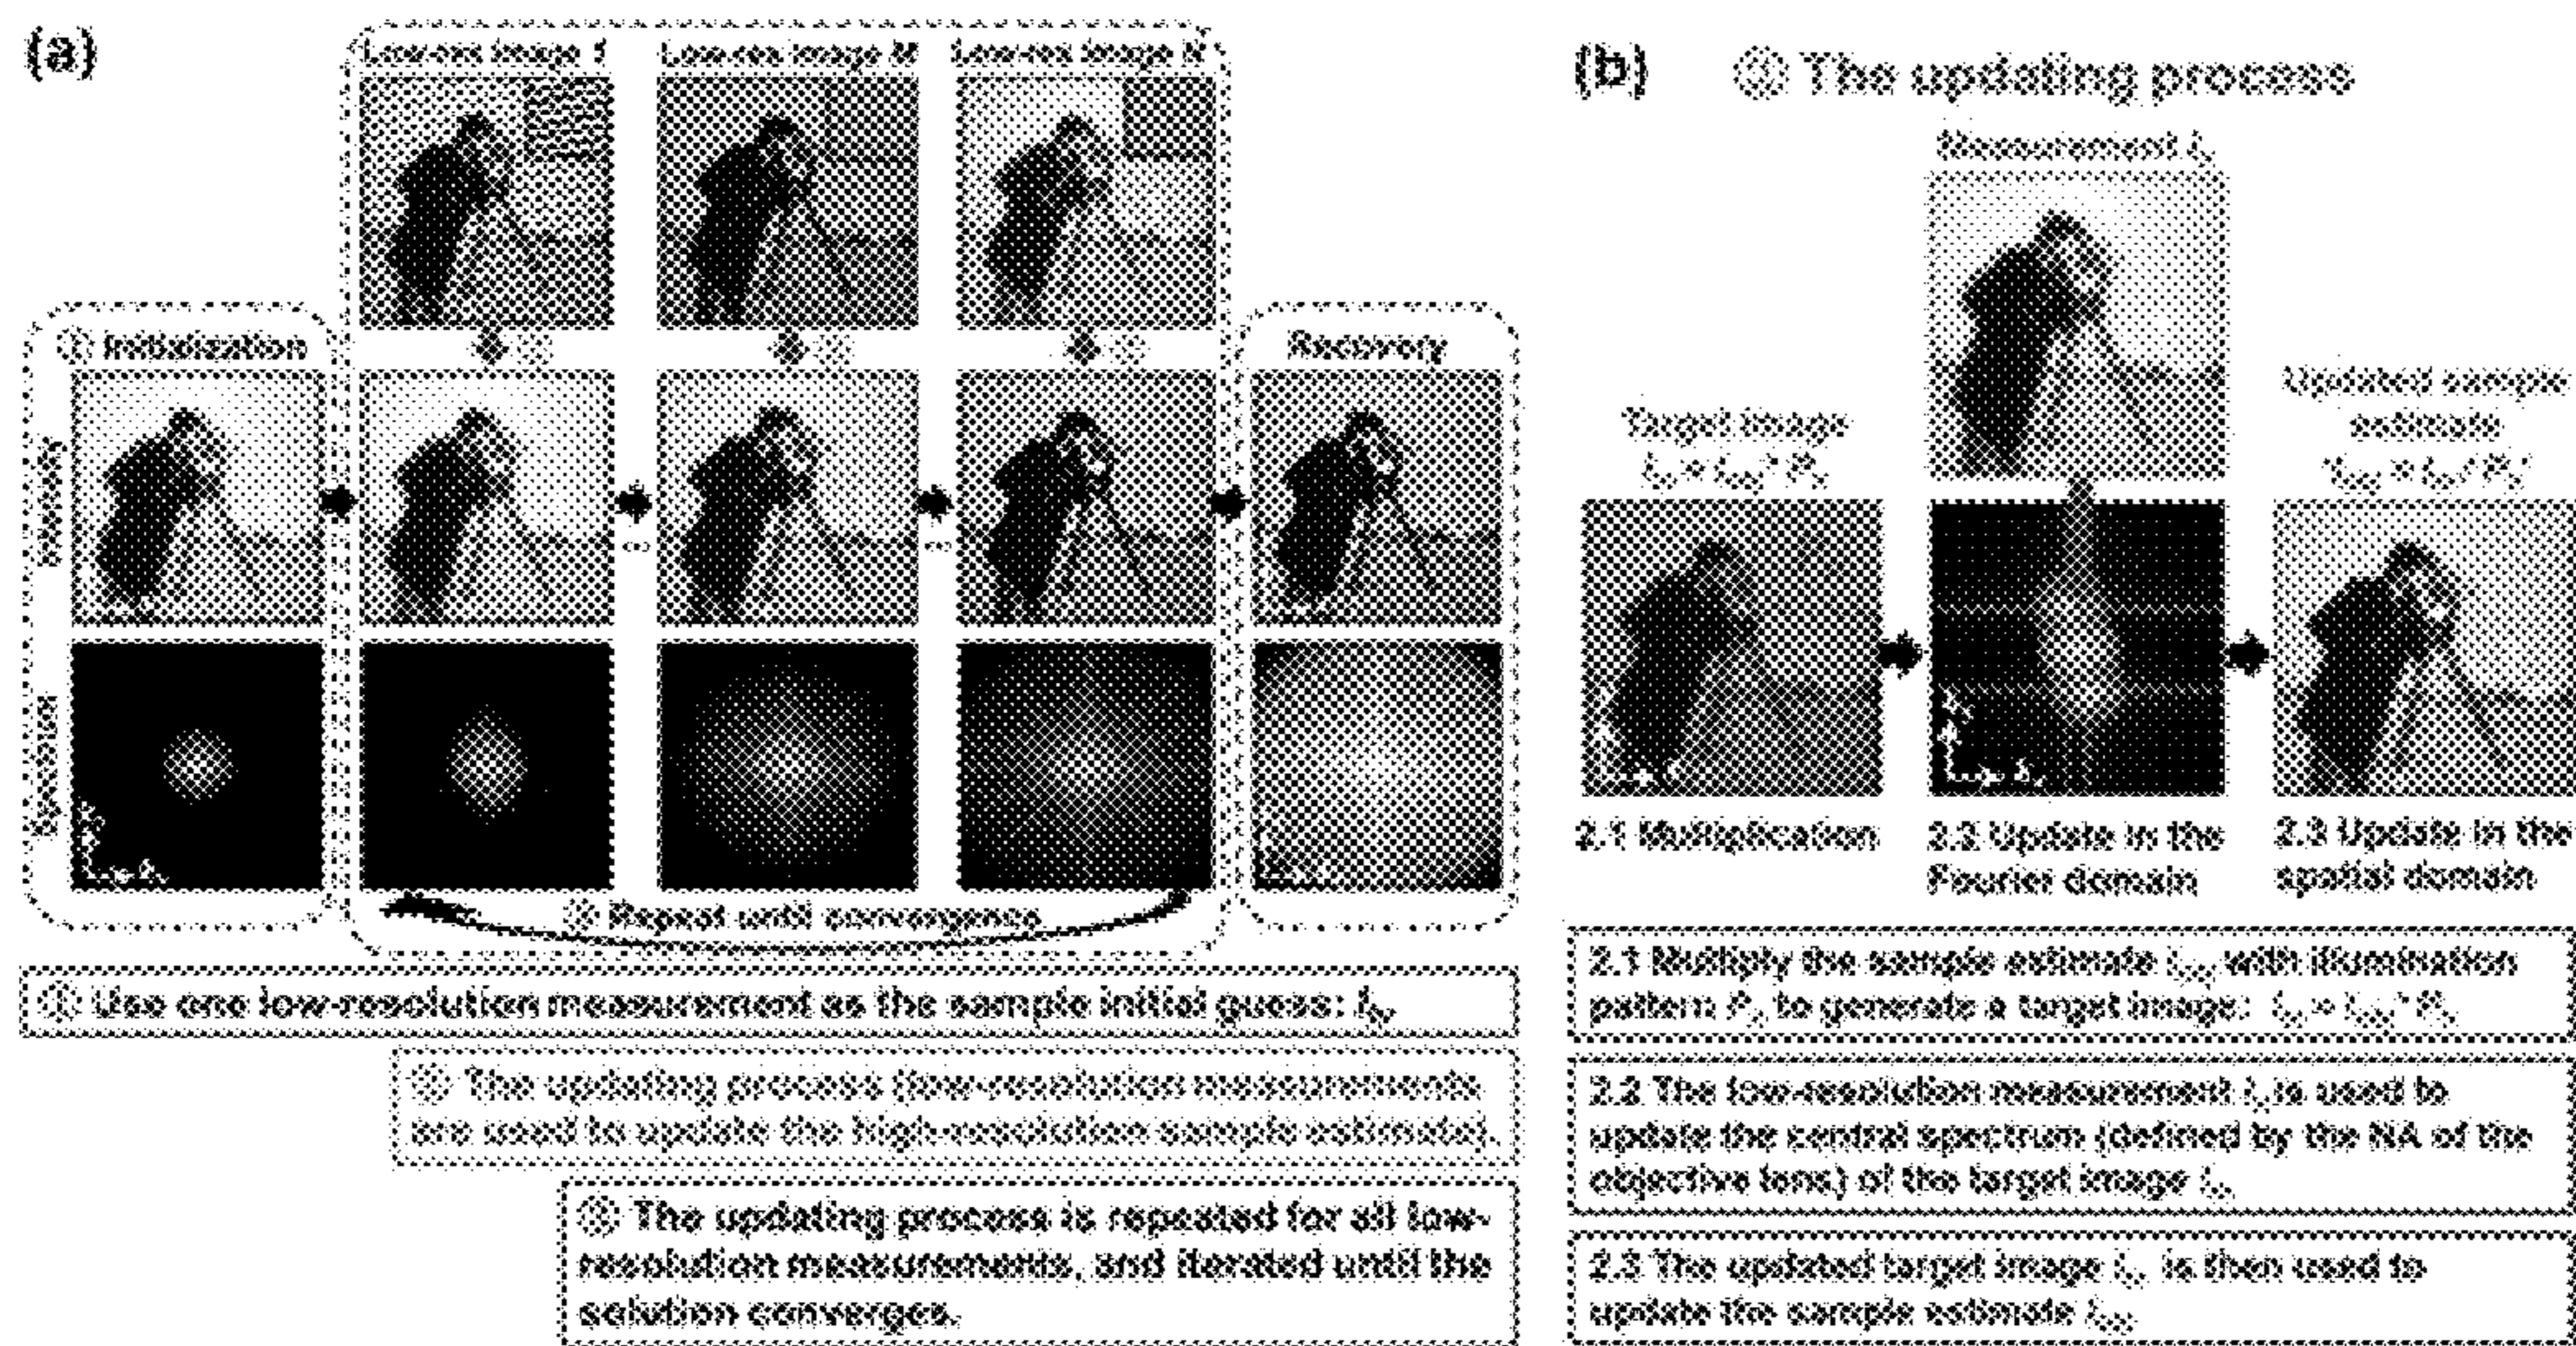 (a)
Low-res image 1
Low-res image M
Low-res image N
① Initialization
Recovery
Intensity
Spectrum
③ Repeat until convergence
① Use one low-resolution measurement as the sample initial guess:
② The updating process (low-resolution measurements
are used to update the high-resolution sample estimate).
③ The updating process is repeated for all low-
resolution measurements, and iterated until the
solution converges.
(b)
② The updating process
Measurement
Target image
Updated sample
estimate
2.1 Multiplication
2.2 Update in the
Fourier domain
2.3 Update in the
spatial domain
2.1 Multiply the sample estimate with illumination
pattern to generate a target image:
2.2 The low-resolution measurement is used to
update the central spectrum (defined by the NA of the
objective lens) of the target image
2.3 The updated target image is then used to
update the sample estimate